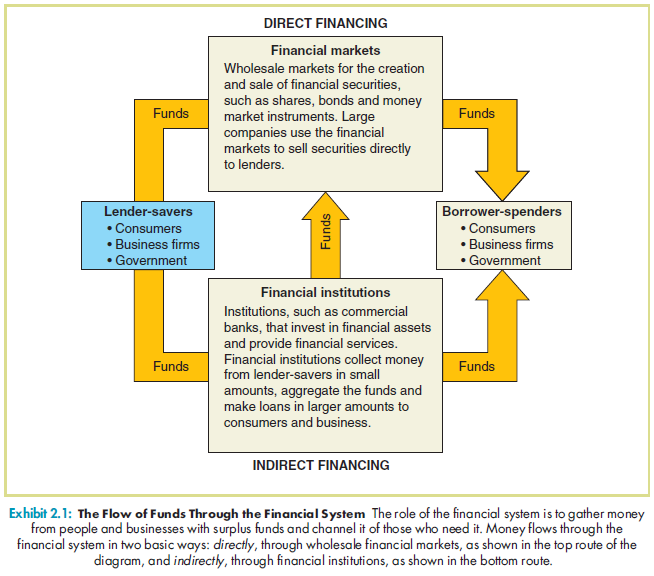 DIRECT FINANCING
Financial markets
Wholesale markets for the creation
and sale of financial securities,
such as shares, bonds and money
market instruments. Large
companies use the financial
markets to sell securities directly
to lenders.
Funds
Funds
Lender-savers
• Consumers
• Business firms
• Government
Funds
Borrower-spenders
• Consumers
• Business firms
• Government
Financial institutions
Institutions, such as commercial
banks, that invest in financial assets
and provide financial services.
Financial institutions collect money
from lender-savers in small
amounts, aggregate the funds and
make loans in larger amounts to
consumers and business.
Funds
Funds
INDIRECT FINANCING
Exhibit 2.1: The Flow of Funds Through the Financial System The role of the financial system is to gather money
from people and businesses with surplus funds and channel it of those who need it. Money flows through the
financial system in two basic ways: directly, through wholesale financial markets, as shown in the top route of the
diagram, and indirectly, through financial institutions, as shown in the bottom route.